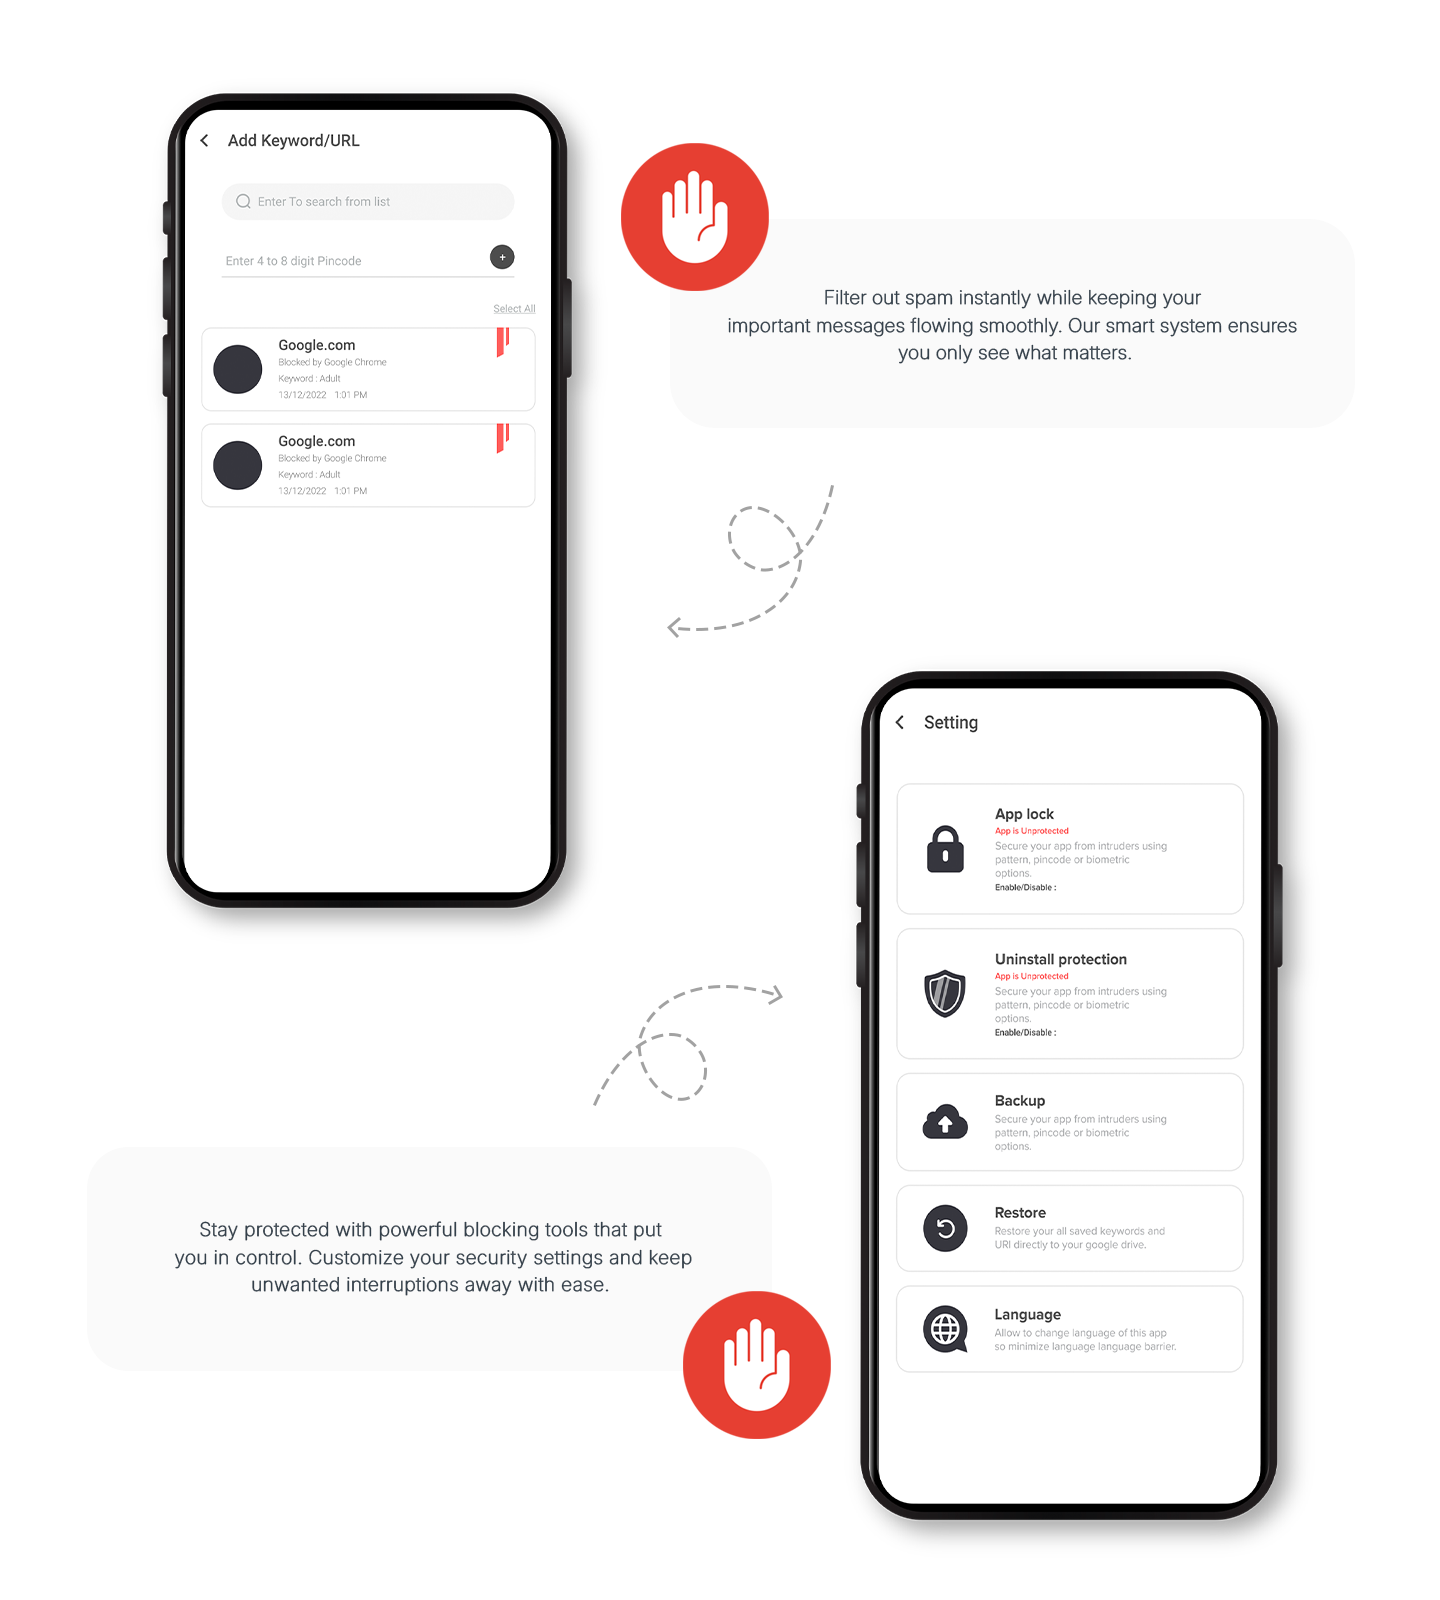 Add Keyword/URL
Enter To search from list
Enter 4 to 8 digit Pincode
Select All
Google.com
Blocked by Google Chrome
Keyword : Adult
13/12/2022 1:01 PM
Google.com
Blocked by Google Chrome
Keyword : Adult
13/12/2022 1:01 PM
Filter out spam instantly while keeping your
important messages flowing smoothly. Our smart system ensures
you only see what matters.
Setting
App lock
App is Unprotected
Secure your app from intruders using
pattern, pincode or biometric
options.
Enable/Disable :
Uninstall protection
App is Unprotected
Secure your app from intruders using
pattern, pincode or biometric
options.
Enable/Disable :
Backup
Secure your app from intruders using
pattern, pincode or biometric
options.
Restore
Restore your all saved keywords and
URl directly to your google drive.
Language
Allow to change language of this app
so minimize language language barrier.
Stay protected with powerful blocking tools that put
you in control. Customize your security settings and keep
unwanted interruptions away with ease.